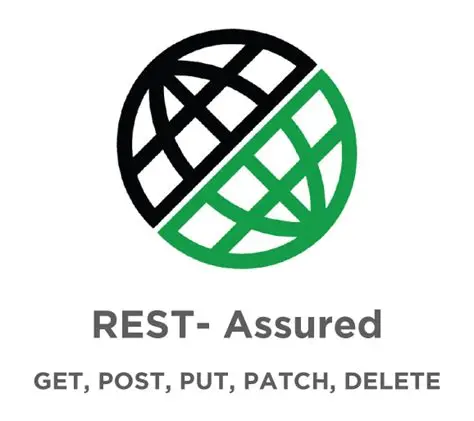 REST- Assured
GET, POST, PUT, PATCH, DELETE